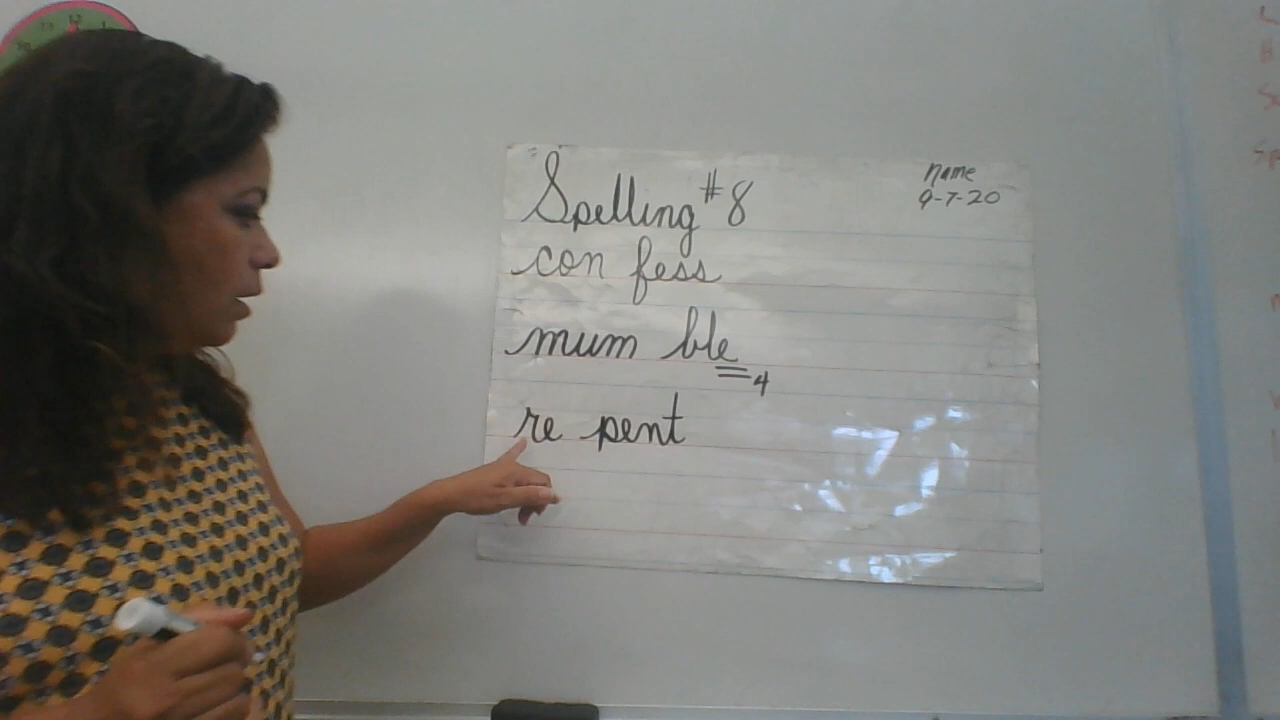 Name
9-7-20
Spelling #8
con fess
mum ble
4
re pent